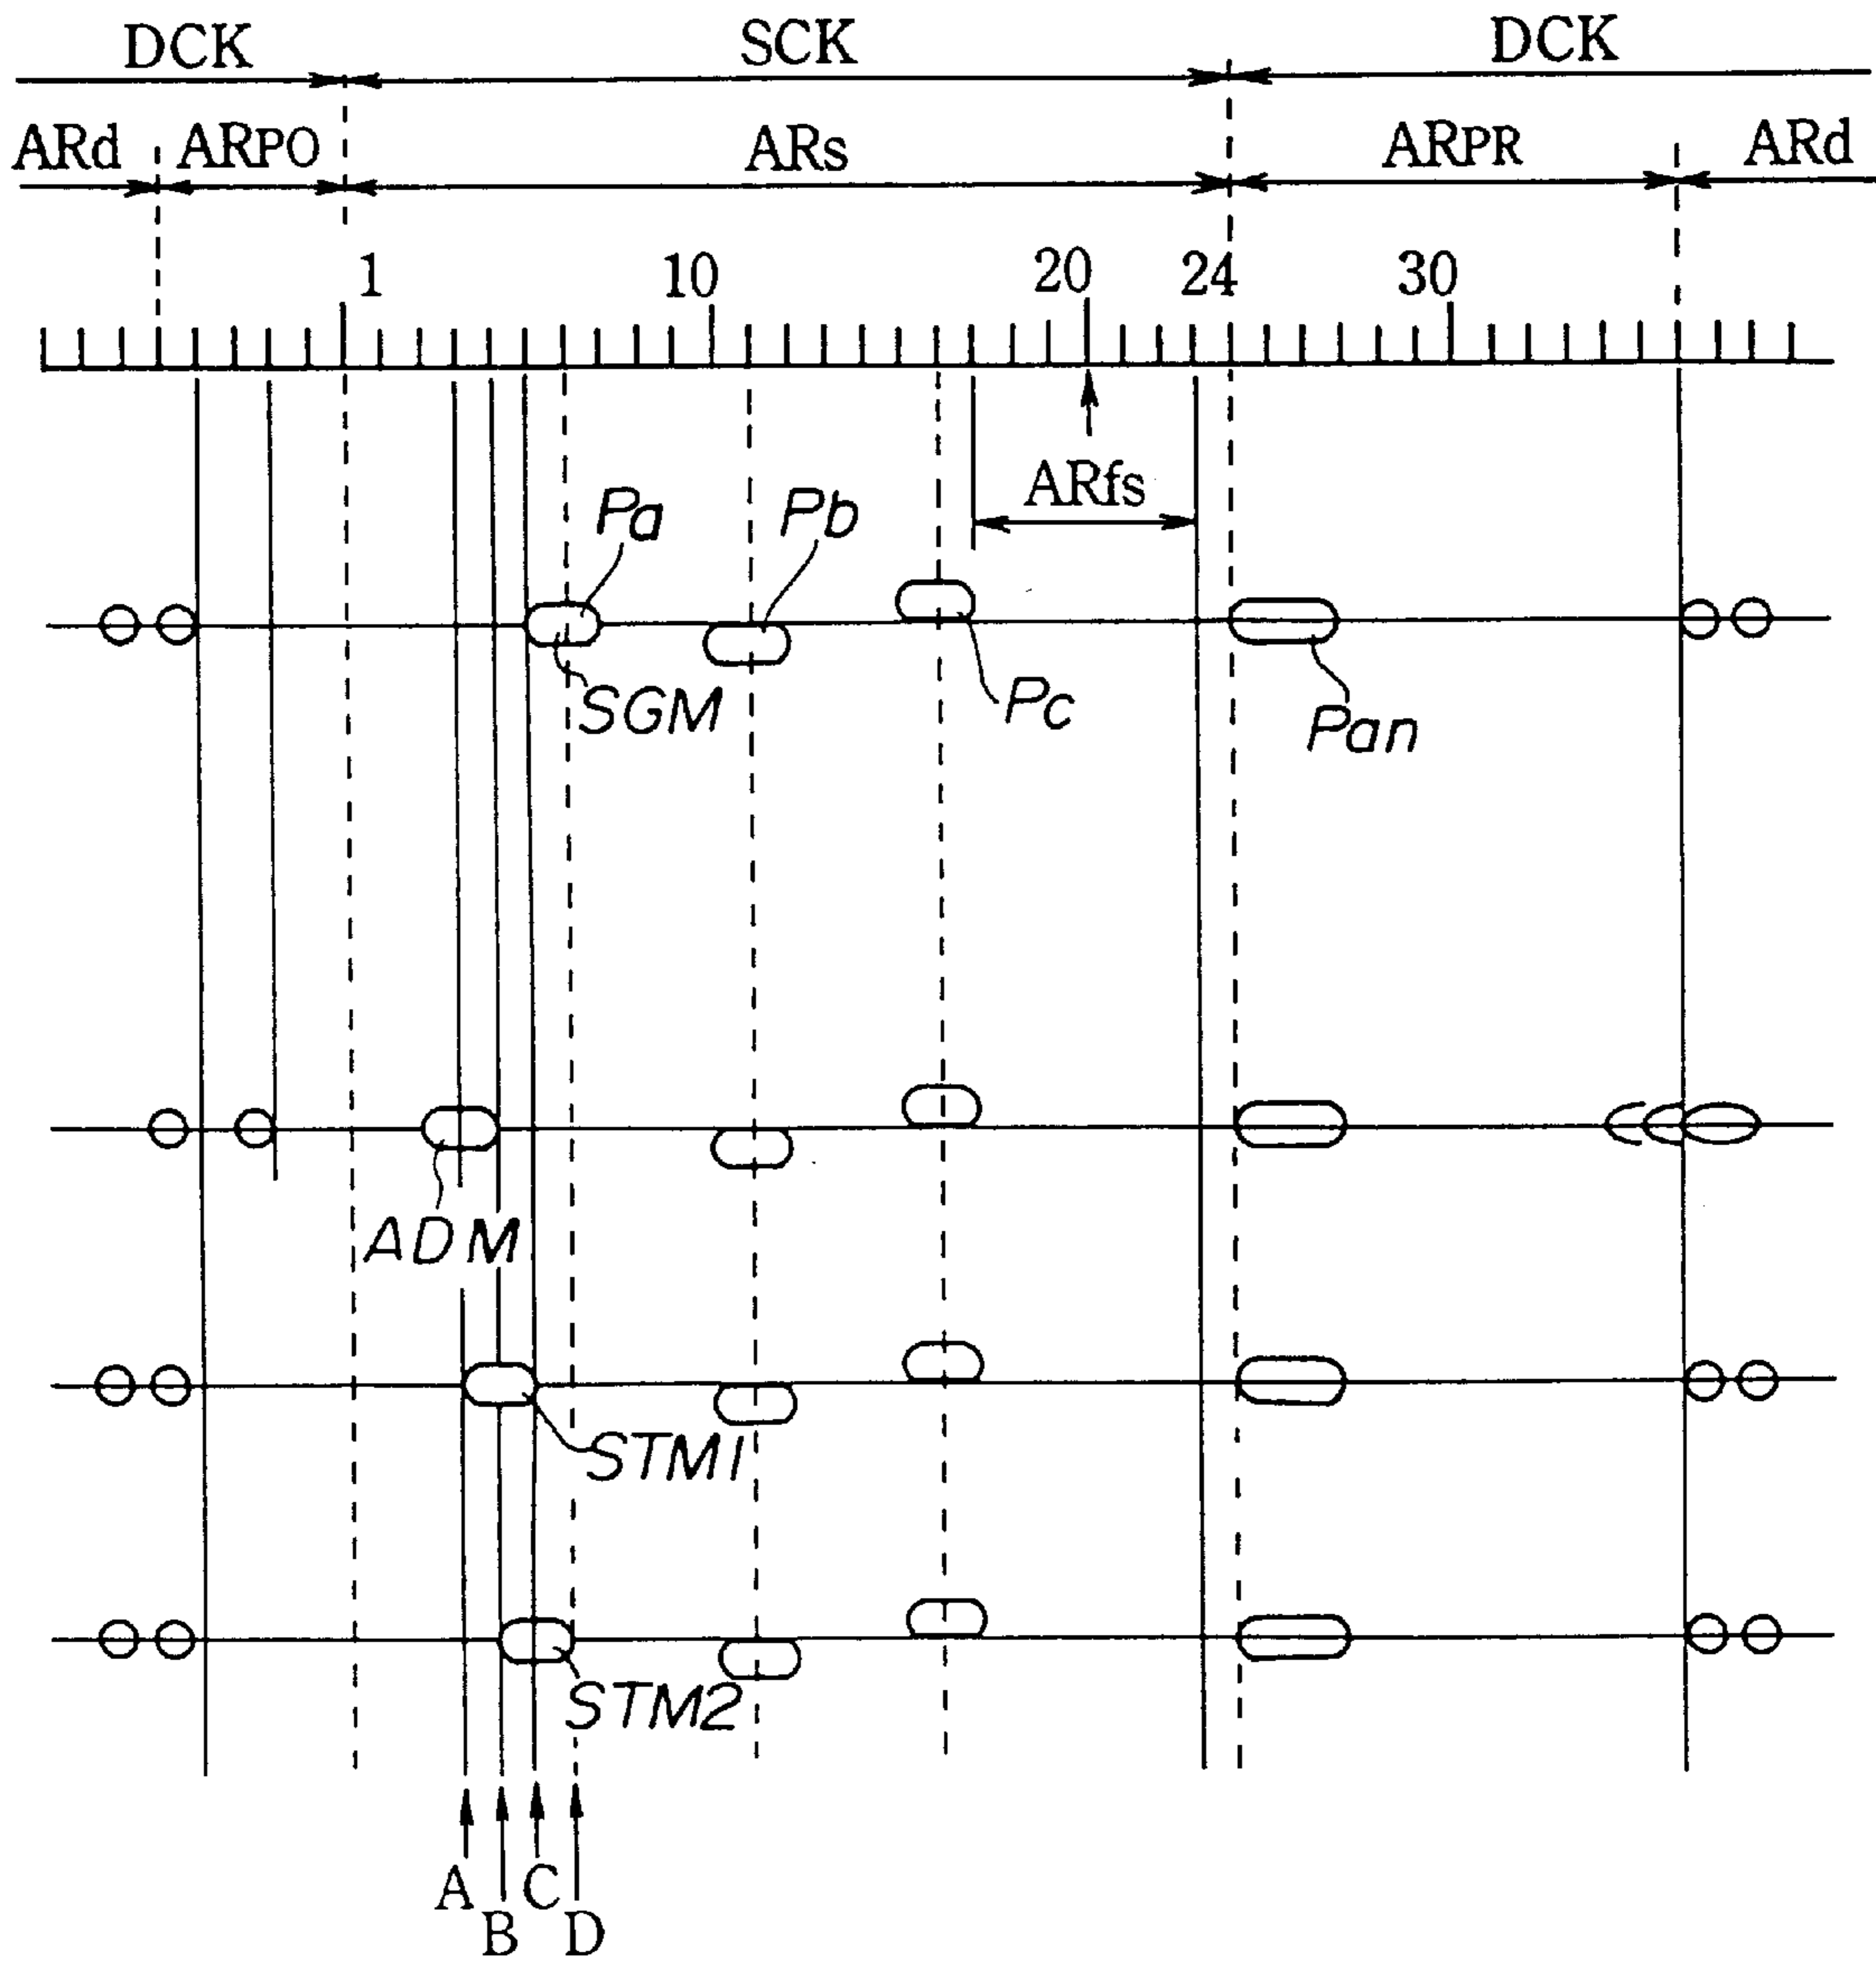 DCK SCK DCK
ARd ARPO ARs ARPR ARd
1 10 20 24 30
ARfs
Pa Pb
SGM Pc Pan
ADM
STM1
STM2
A C
B D